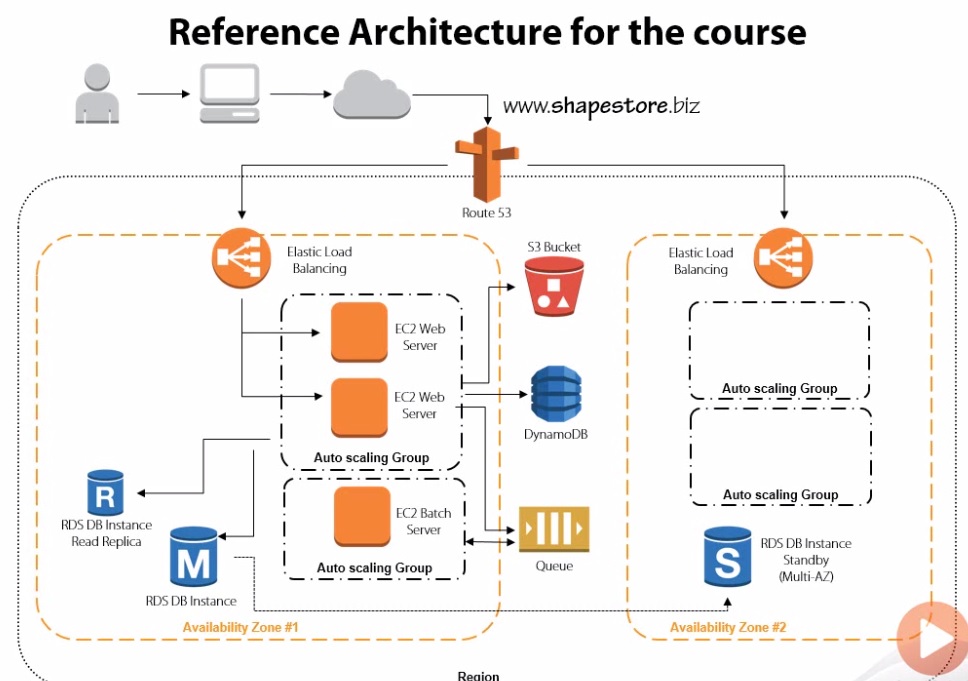 Reference Architecture for the course
www.shapestore.biz
Route 53
Elastic Load
Balancing
S3 Bucket
Elastic Load
Balancing
EC2 Web
Server
EC2 Web
Server
Auto scaling Group
DynamoDB
Auto scaling Group
Auto scaling Group
R
RDS DB Instance
Read Replica
EC2 Batch
Server
Auto scaling Group
Queue
M
RDS DB Instance
S
RDS DB Instance
Standby
(Multi-AZ)
Availability Zone #1
Availability Zone #2
Region